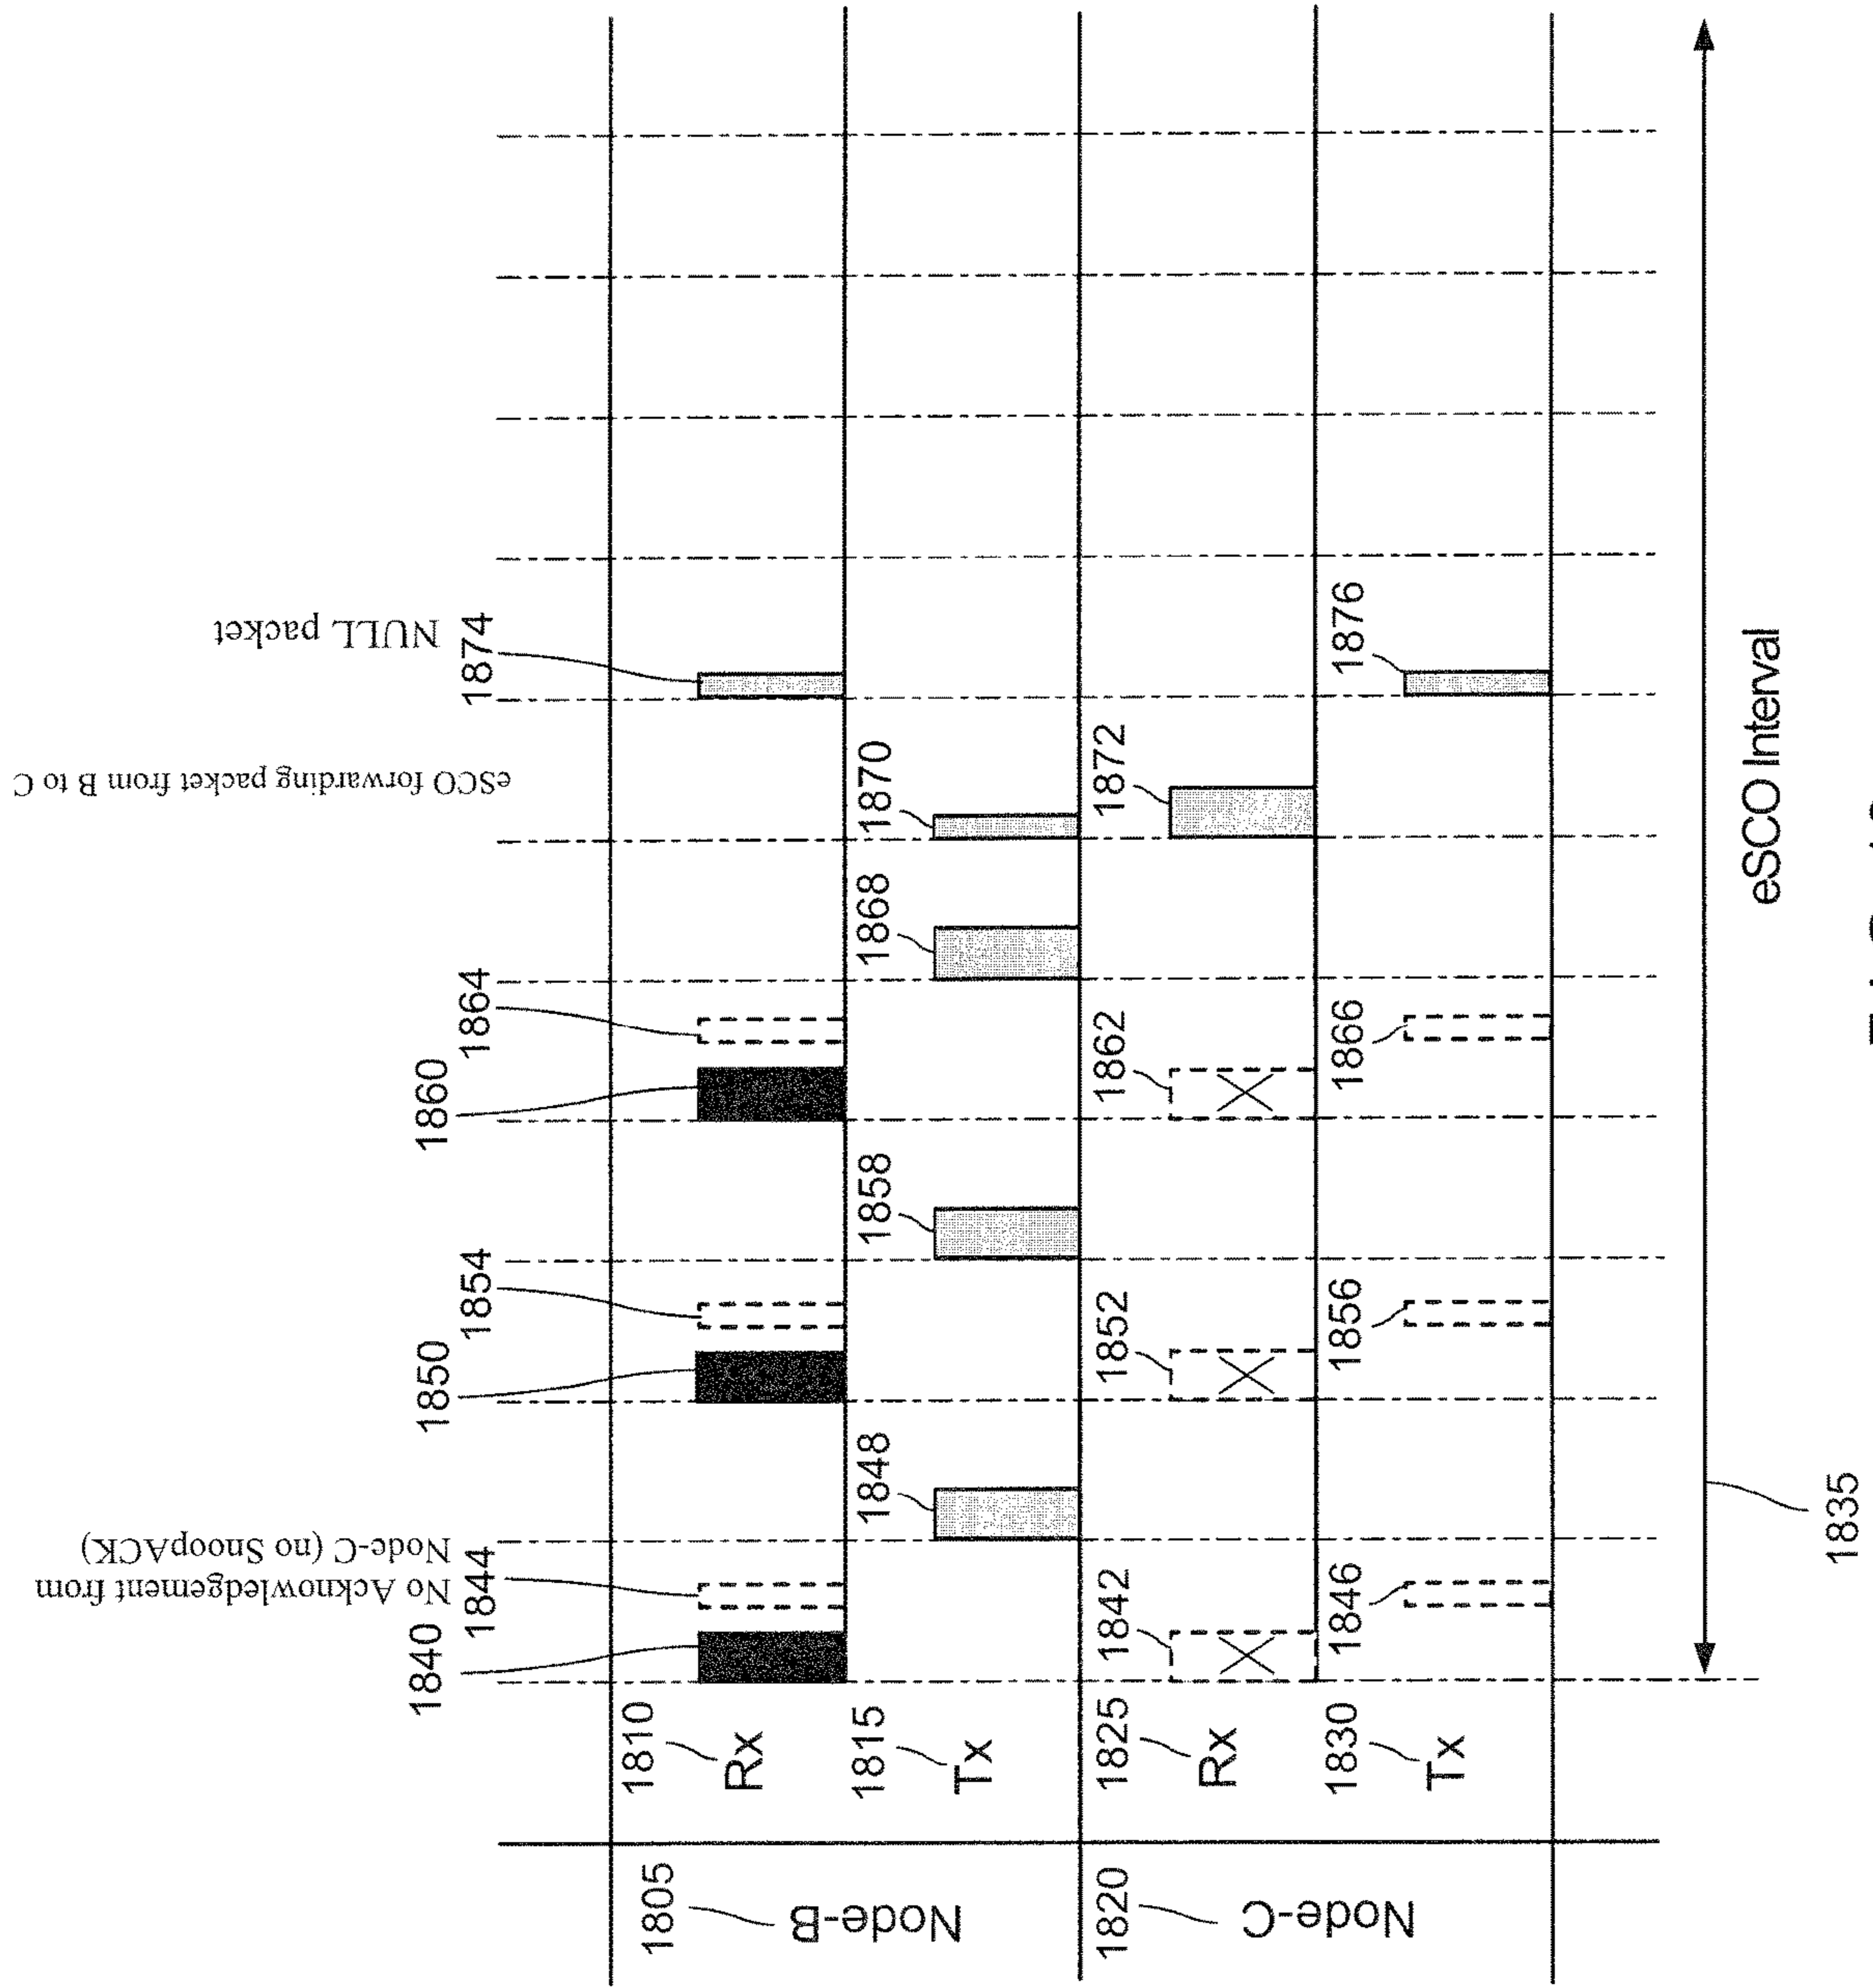 No Acknowledgement from
Node-C (no SnoopACK)
eSCO forwarding packet from B to C
NULL packet
1840
1844
1850
1854
1860
1864
1874
1805
Node-B
1810
Rx
1815
Tx
1848
1858
1868
1870
1820
Node-C
1825
Rx
1842
1852
1862
1872
1830
Tx
1846
1856
1866
1876
eSCO Interval
1835